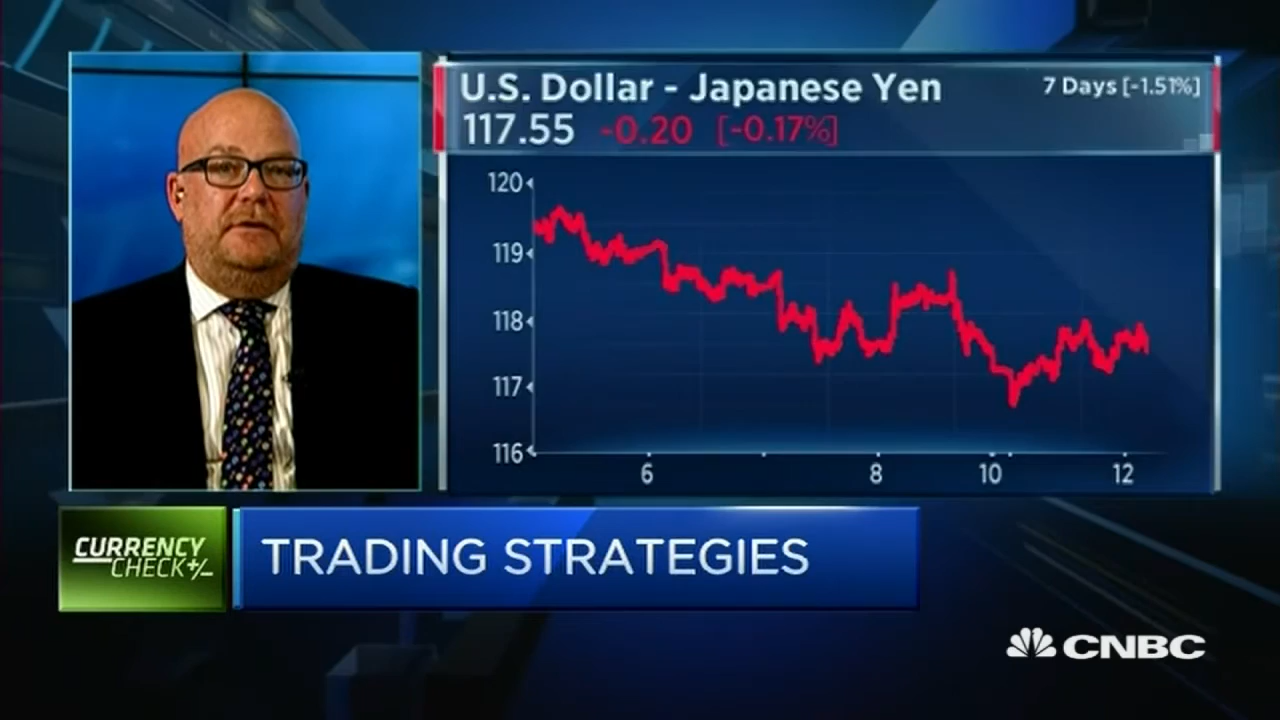 U.S. Dollar - Japanese Yen
7 Days [-1.51%]
117.55 -0.20 [-0.17%]
120
119
118
117
116
6 8 10 12
CURRENCY
CHECK+/-
TRADING STRATEGIES
CNBC